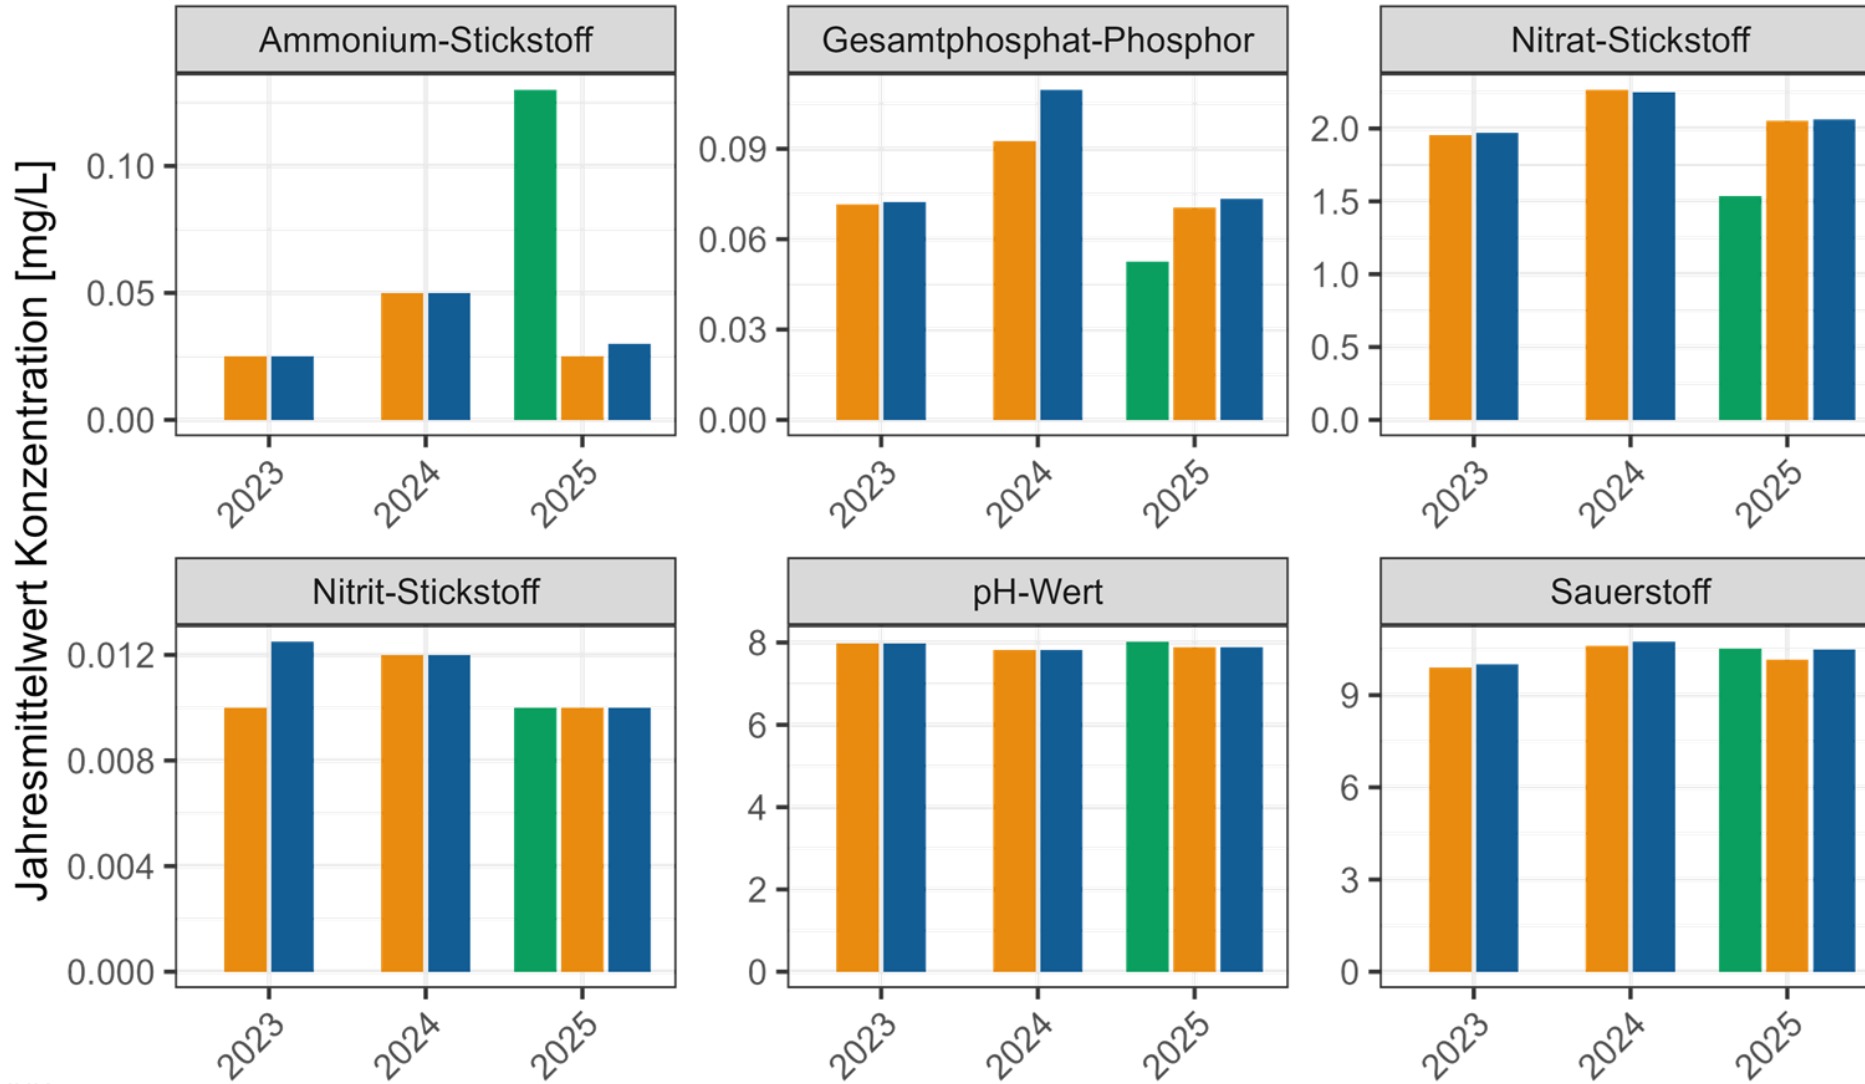 Jahresmittelwert Konzentration [mg/L]
Ammonium-Stickstoff
0.10
0.05
0.00
2023 2024 2025
Gesamtphosphat-Phosphor
0.09
0.06
0.03
0.00
2023 2024 2025
Nitrat-Stickstoff
2.0
1.5
1.0
0.5
0.0
2023 2024 2025
Nitrit-Stickstoff
0.012
0.008
0.004
0.000
2023 2024 2025
pH-Wert
8
6
4
2
0
2023 2024 2025
Sauerstoff
9
6
3
0
2023 2024 2025